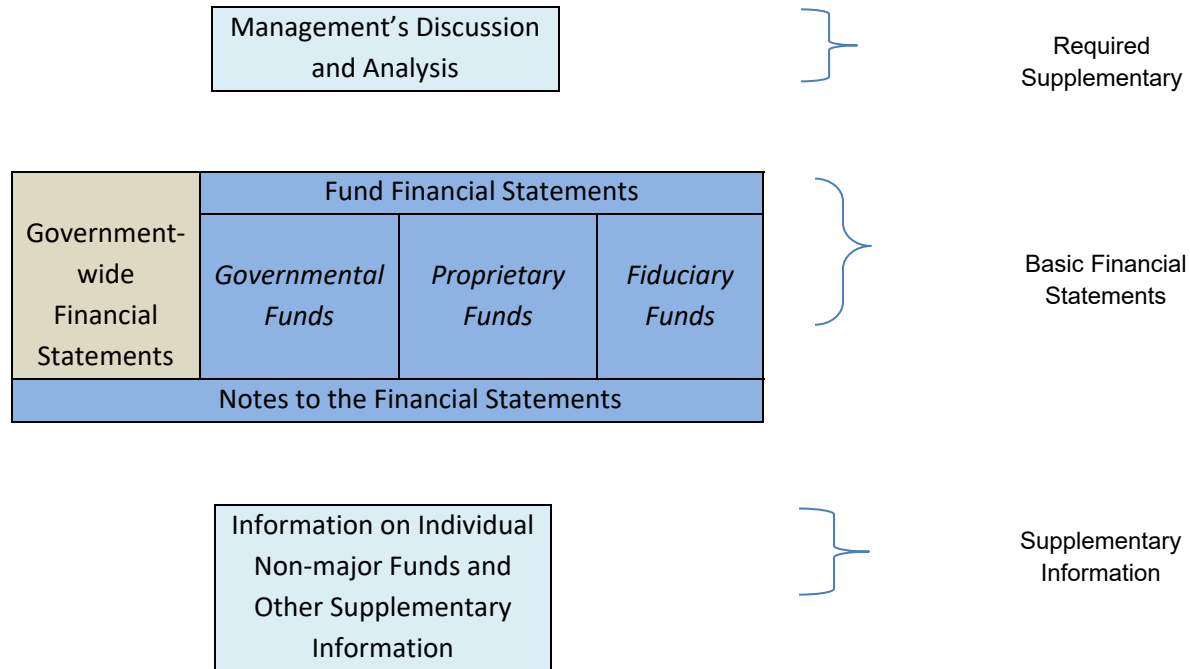 Management’s Discussion
and Analysis
Required
Supplementary
Government-
wide
Financial
Statements
Fund Financial Statements
Governmental
Funds
Proprietary
Funds
Fiduciary
Funds
Notes to the Financial Statements
Basic Financial
Statements
Information on Individual
Non-major Funds and
Other Supplementary
Information
Supplementary
Information